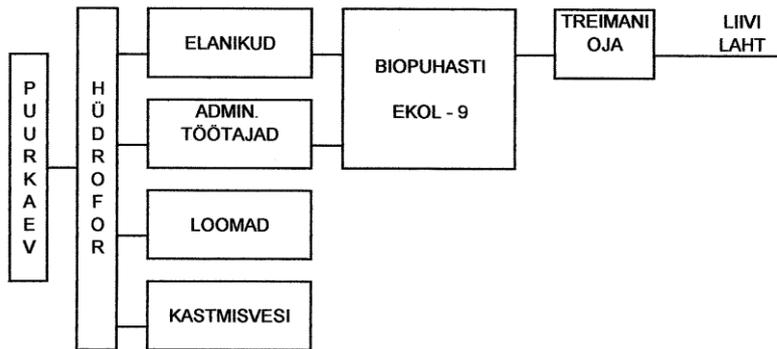 PUURKAEV
HÜDROFOR
ELANIKUD
ADMIN.
TÖÖTAJAD
LOOMAD
KASTMISVESI
BIOPUHASTI
EKOL - 9
TREIMANI
OJA
LIIVI
LAHT